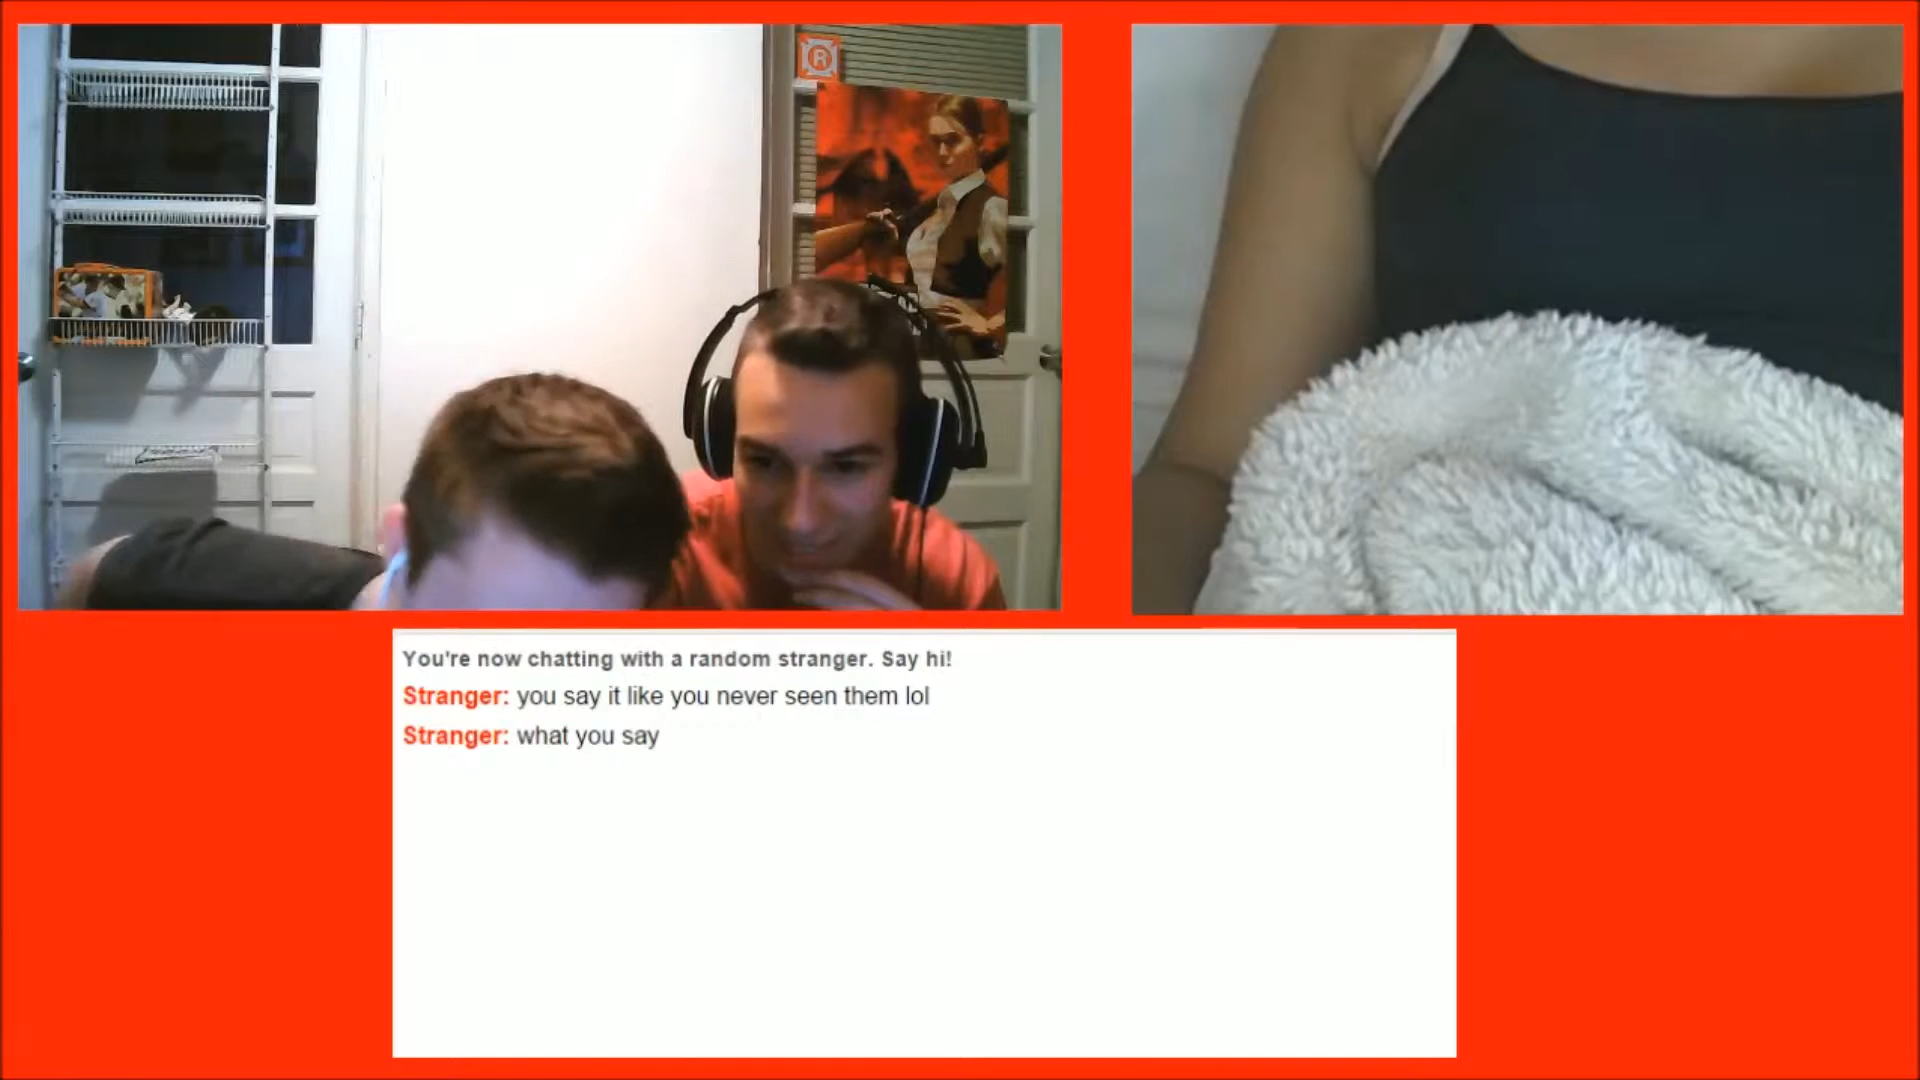 R
You're now chatting with a random stranger. Say hi!
Stranger: you say it like you never seen them lol
Stranger: what you say